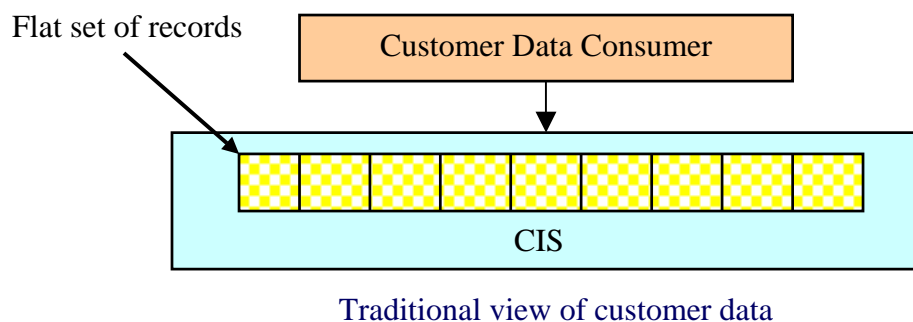 Flat set of records
Customer Data Consumer
CIS
Traditional view of customer data